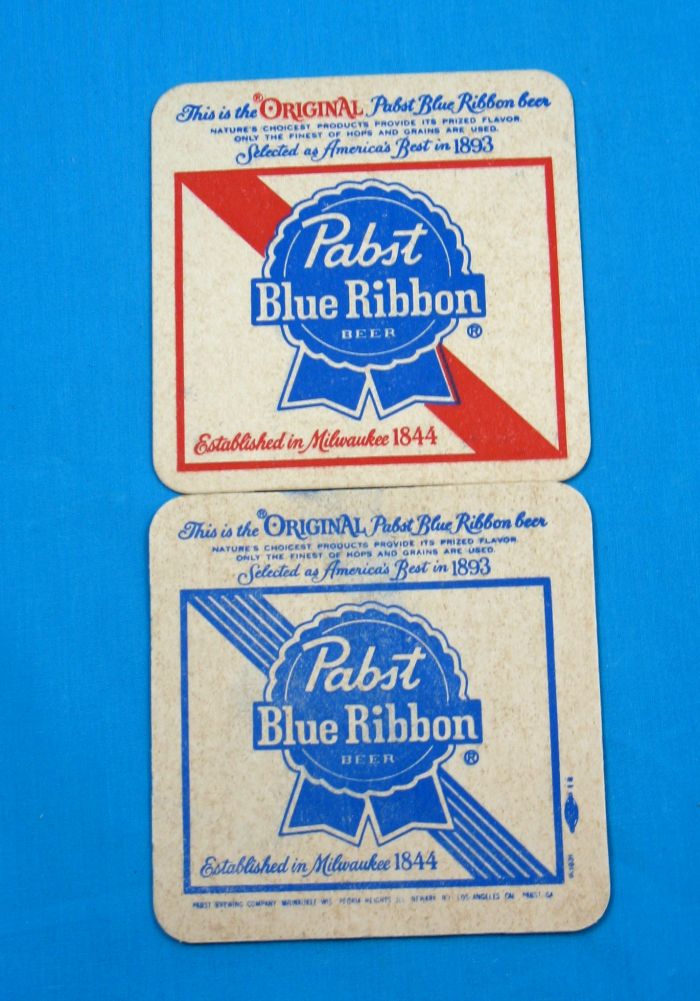 This is the ®ORIGINAL Pabst Blue Ribbon beer
NATURE'S CHOICEST PRODUCTS PROVIDE ITS PRIZED FLAVOR.
ONLY THE FINEST OF HOPS AND GRAINS ARE USED.
Selected as America's Best in 1893
Pabst
Blue Ribbon
BEER ®
Established in Milwaukee 1844
This is the ®ORIGINAL Pabst Blue Ribbon beer
NATURE'S CHOICEST PRODUCTS PROVIDE ITS PRIZED FLAVOR.
ONLY THE FINEST OF HOPS AND GRAINS ARE USED.
Selected as America's Best in 1893
Pabst
Blue Ribbon
BEER ®
Established in Milwaukee 1844
PABST BREWING COMPANY MILWAUKEE WIS PEORIA HEIGHTS ILL NEWARK NJ LOS ANGELES CAL PABST GA